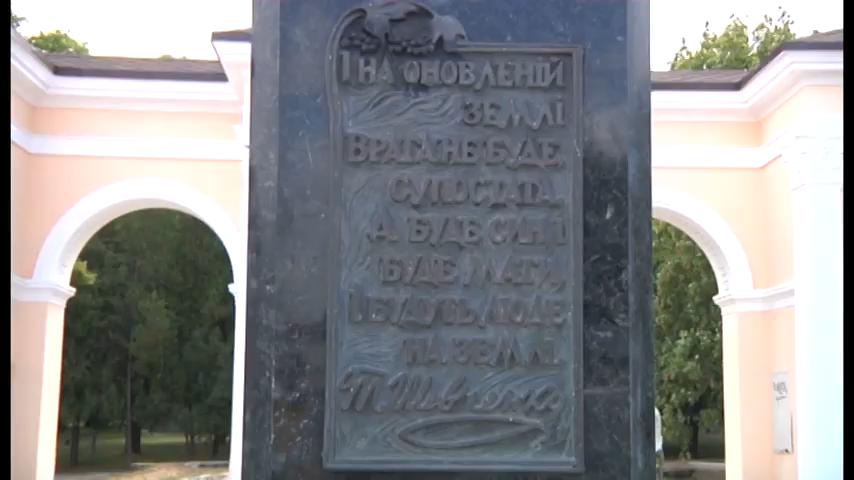 І НА ОНОВЛЕНІЙ
ЗЕМЛІ
ВРАГА НЕ БУДЕ,
СУПОСТАТА,
А БУДЕ СИН І
БУДЕ МАТИ,
І БУДУТЬ ЛЮДЕ
НА ЗЕМЛІ.
Т. Шевченко